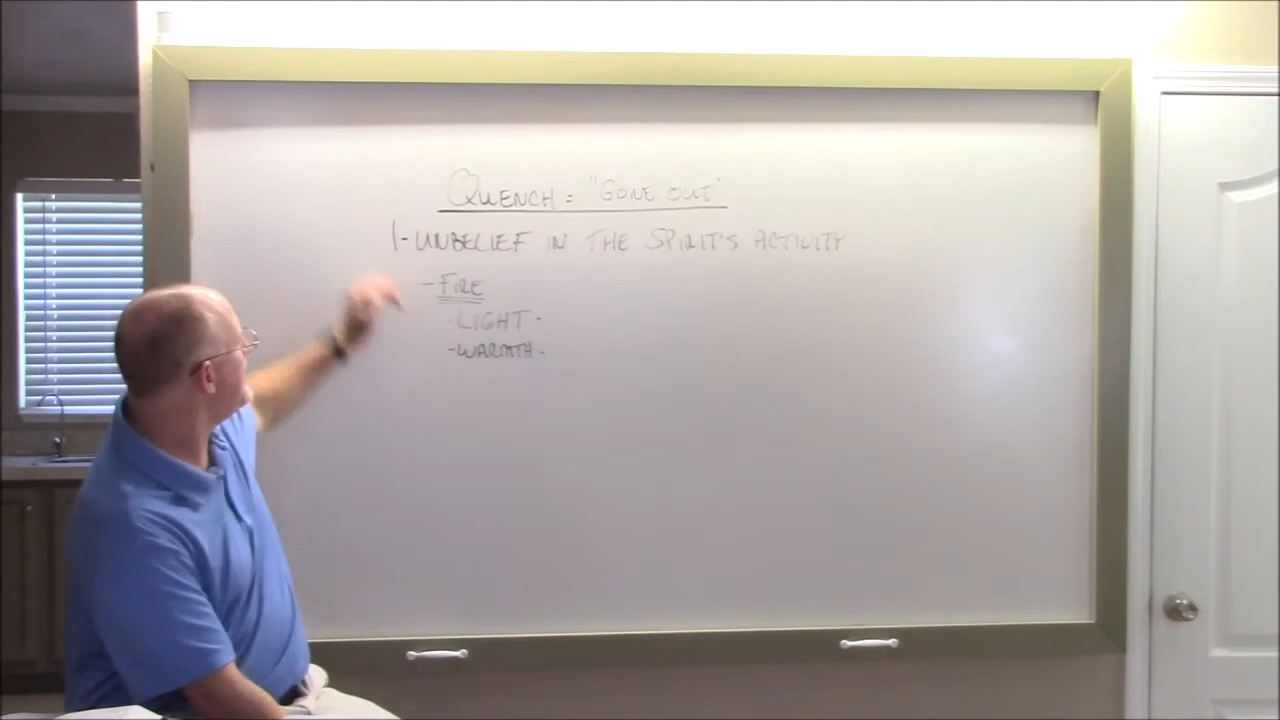 QUENCH = "GONE OUT"
1-UNBELIEF IN THE SPIRIT'S ACTIVITY
-FIRE
-LIGHT-
-WARMTH-